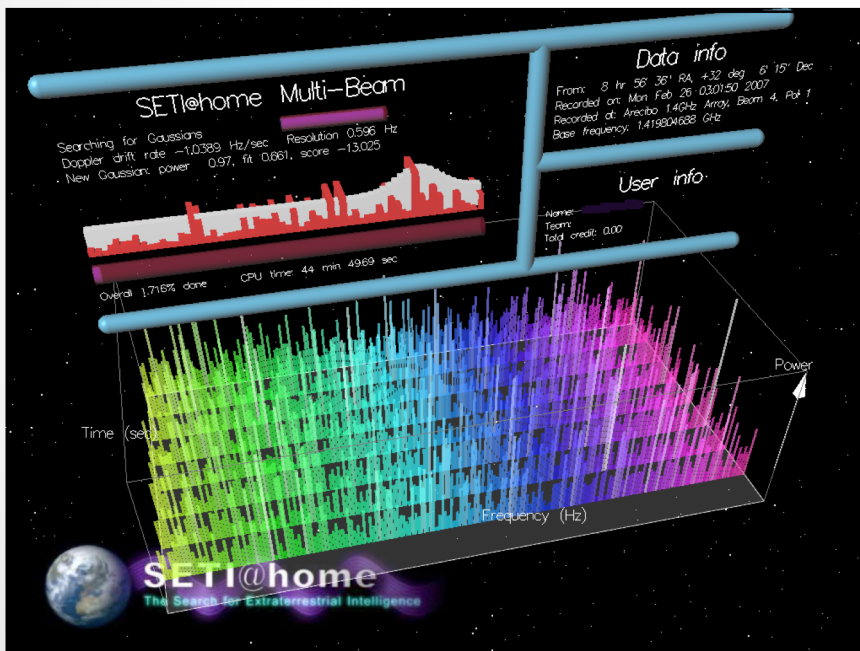 SETI@home Multi-Beam
Searching for Gaussians
Doppler drift rate -1.0389 Hz/sec Resolution 0.596 Hz
New Gaussian: power 0.97, fit 0.661, score -13.025
Overall 1.716% done CPU time: 44 min 49.69 sec
Data info
From: 8 hr 56' 36'' RA, +32 deg 6' 15'' Dec
Recorded on: Mon Feb 26 03:01:50 2007
Recorded at: Arecibo 1.4GHz Array, Beam 4, Pol 1
Base frequency: 1.419804688 GHz
User info
Name:
Team:
Total credit: 0.00
Power
Time (sec)
Frequency (Hz)
SETI@home
The Search for Extraterrestrial Intelligence